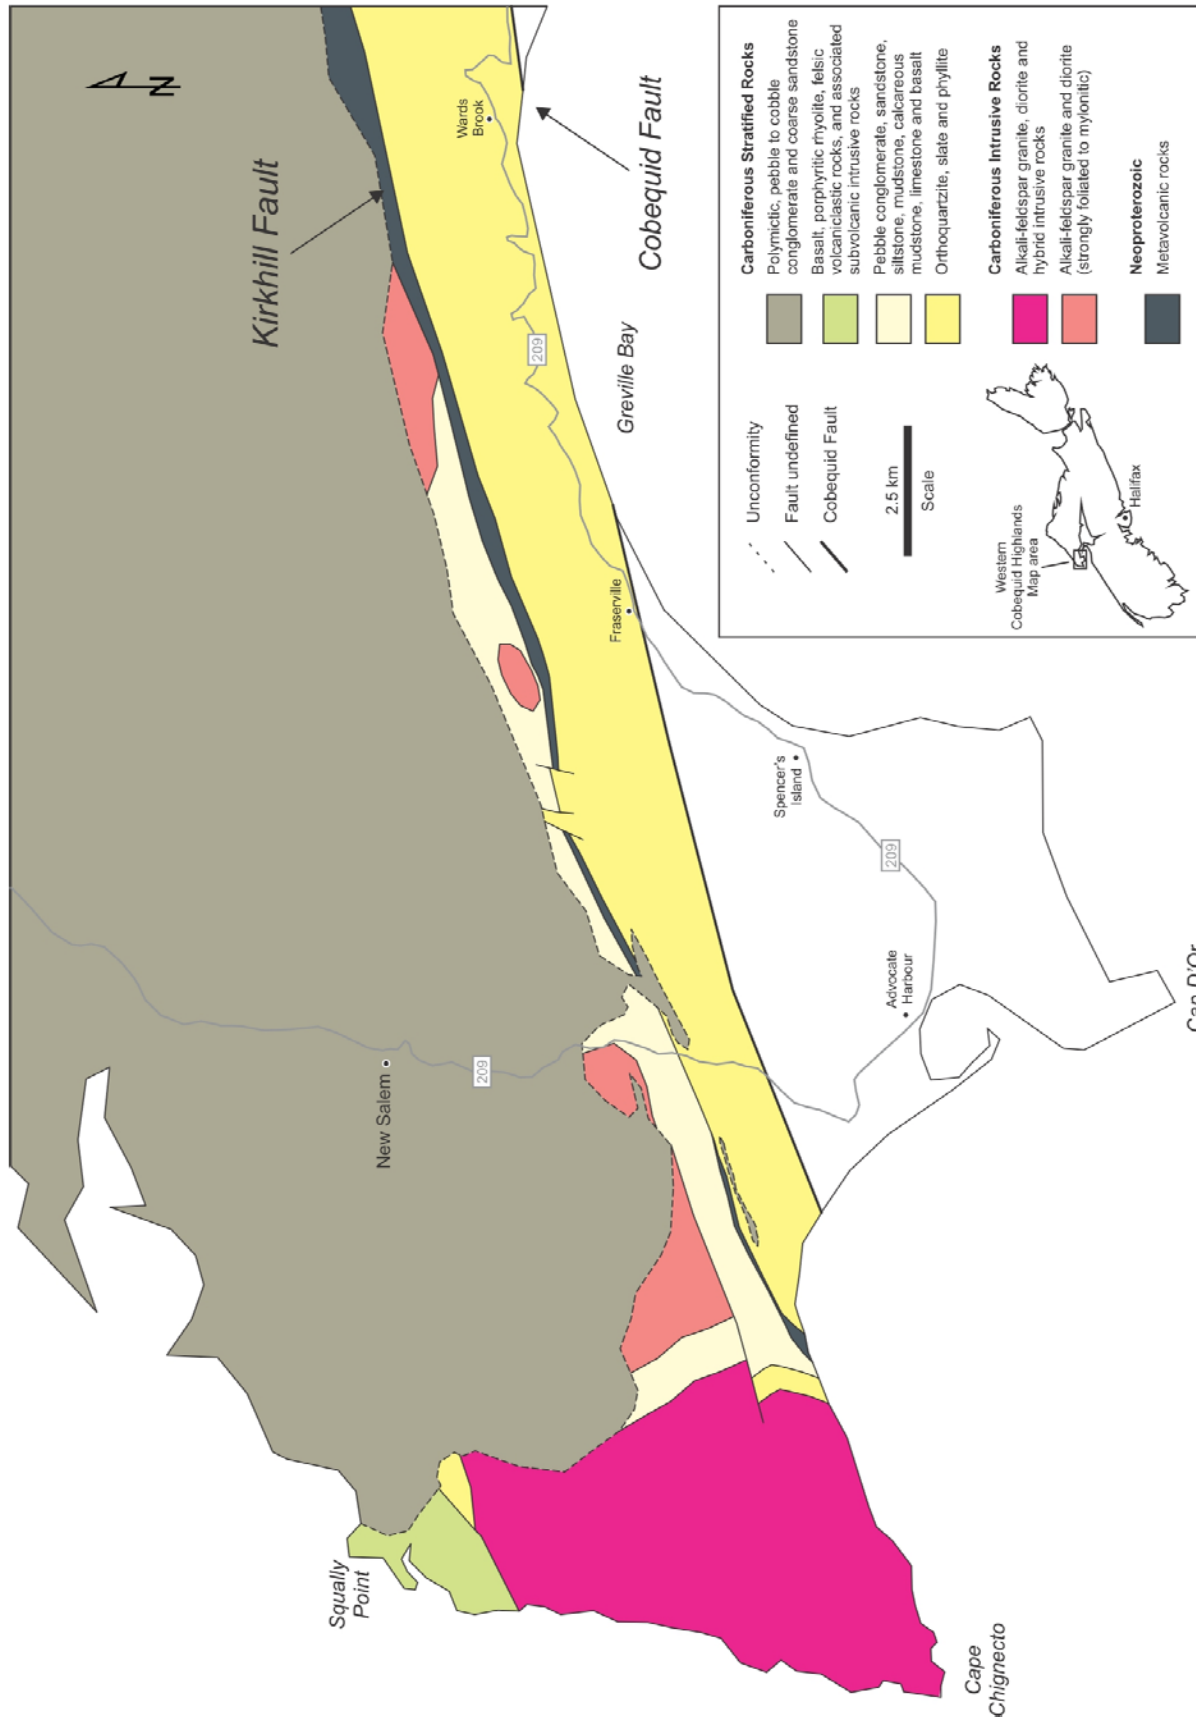 N
Kirkhill Fault
Wards
Brook
Cobequid Fault
209
Greville Bay
Fraserville
New Salem
209
Spencer's
Island
209
Advocate
Harbour
Cap D'Or
Squally
Point
Cape
Chignecto
Unconformity
Fault undefined
Cobequid Fault
2.5 km
Scale
Western
Cobequid Highlands
Map area
Halifax
Carboniferous Stratified Rocks
Polymictic, pebble to cobble
conglomerate and coarse sandstone
Basalt, porphyritic rhyolite, felsic
volcaniclastic rocks, and associated
subvolcanic intrusive rocks
Pebble conglomerate, sandstone,
siltstone, mudstone, calcareous
mudstone, limestone and basalt
Orthoquartzite, slate and phyllite
Carboniferous Intrusive Rocks
Alkali-feldspar granite, diorite and
hybrid intrusive rocks
Alkali-feldspar granite and diorite
(strongly foliated to mylonitic)
Neoproterozoic
Metavolcanic rocks